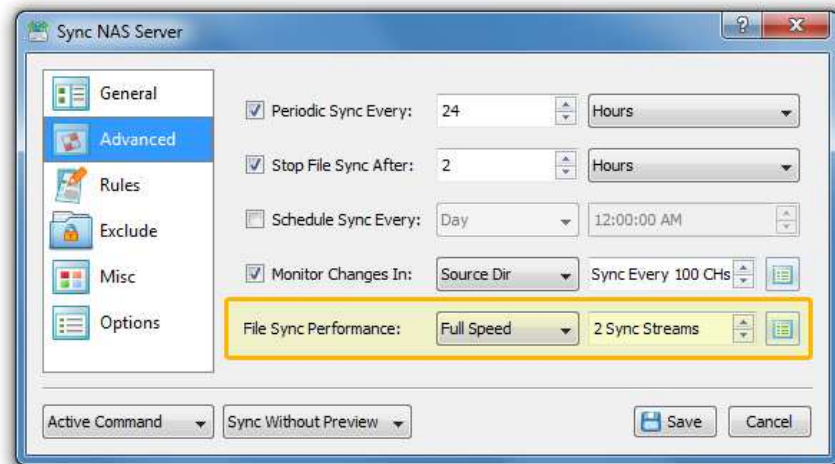 Sync NAS Server
General
Advanced
Rules
Exclude
Misc
Options
Periodic Sync Every: 24 Hours
Stop File Sync After: 2 Hours
Schedule Sync Every: Day 12:00:00 AM
Monitor Changes In: Source Dir Sync Every 100 CHs
File Sync Performance: Full Speed 2 Sync Streams
Active Command Sync Without Preview Save Cancel